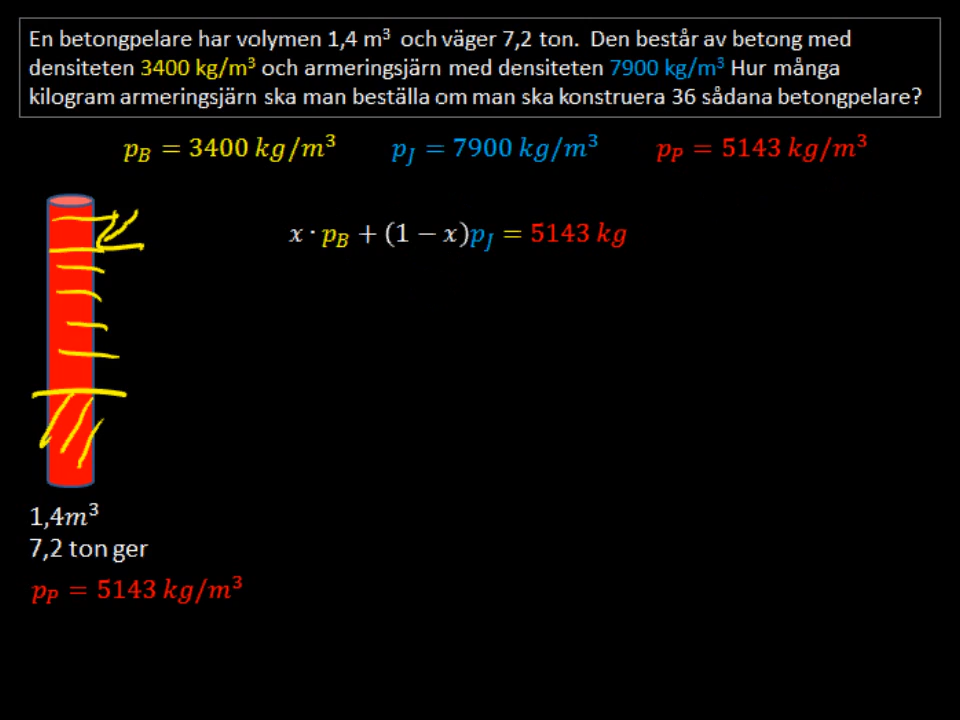 En betongpelare har volymen 1,4 m³ och väger 7,2 ton. Den består av betong med
densiteten 3400 kg/m³ och armeringsjärn med densiteten 7900 kg/m³ Hur många
kilogram armeringsjärn ska man beställa om man ska konstruera 36 sådana betongpelare?
p_B = 3400 kg/m³ p_J = 7900 kg/m³ p_P = 5143 kg/m³
x · p_B + (1 − x)p_J = 5143 kg
1,4m³
7,2 ton ger
p_P = 5143 kg/m³